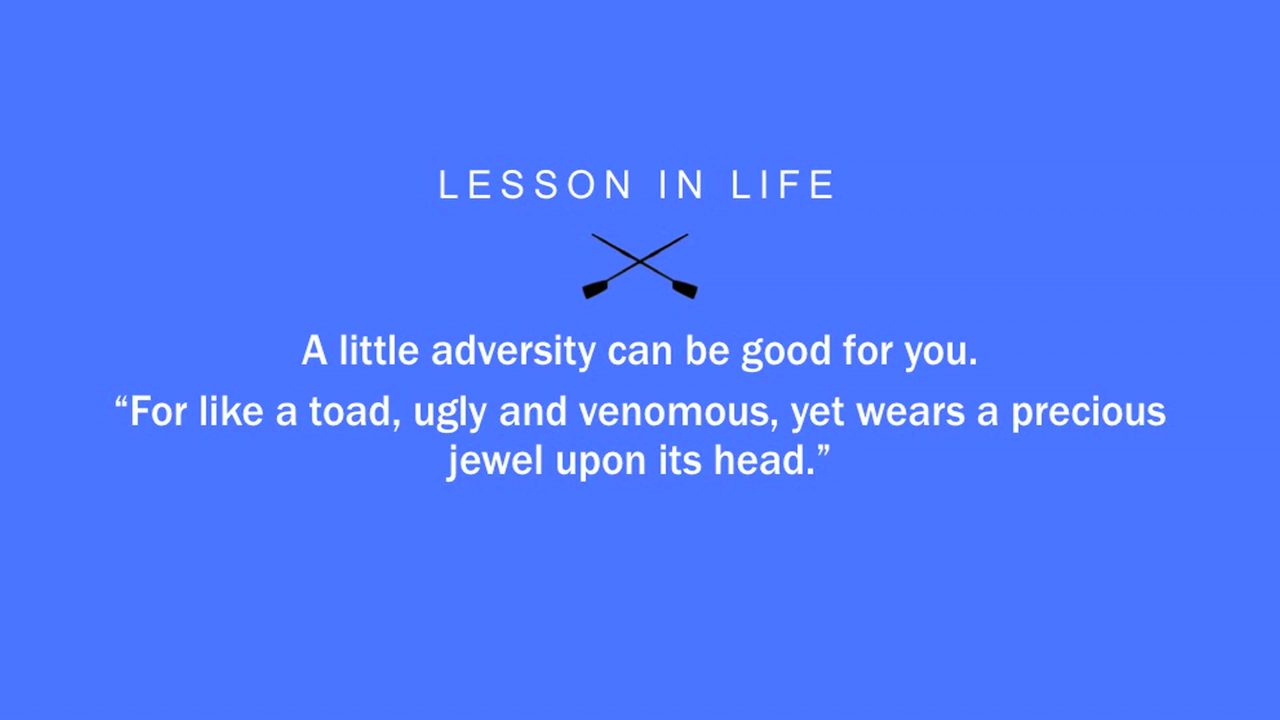 LESSON IN LIFE
A little adversity can be good for you.
“For like a toad, ugly and venomous, yet wears a precious
jewel upon its head.”